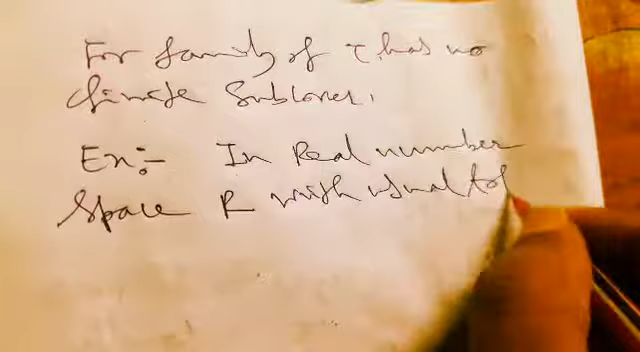 For family of τ has no
finite subcover.
Ex:- In Real number
Space R with usual top